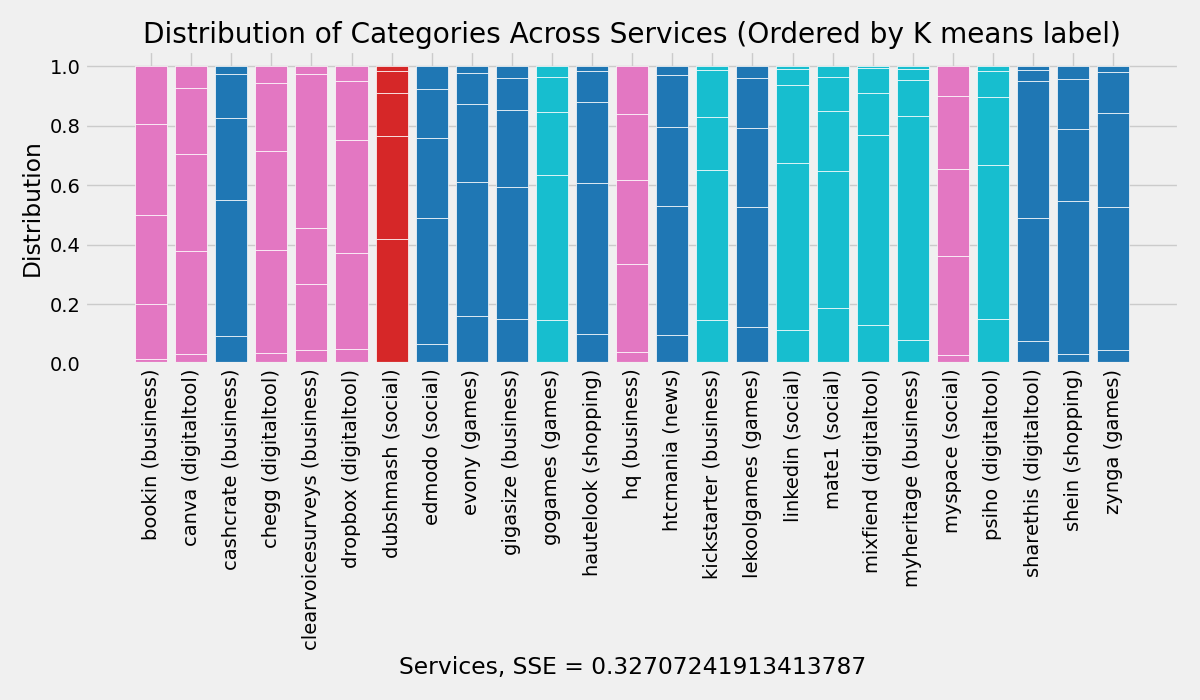 Distribution of Categories Across Services (Ordered by K means label)
Distribution
1.0
0.8
0.6
0.4
0.2
0.0
bookin (business)
canva (digitaltool)
cashcrate (business)
chegg (digitaltool)
clearvoicesurveys (business)
dropbox (digitaltool)
dubshmash (social)
edmodo (social)
evony (games)
gigasize (business)
gogames (games)
hautelook (shopping)
hq (business)
htcmania (news)
kickstarter (business)
lekoolgames (games)
linkedin (social)
mate1 (social)
mixfiend (digitaltool)
myheritage (business)
myspace (social)
psiho (digitaltool)
sharethis (digitaltool)
shein (shopping)
zynga (games)
Services, SSE = 0.32707241913413787